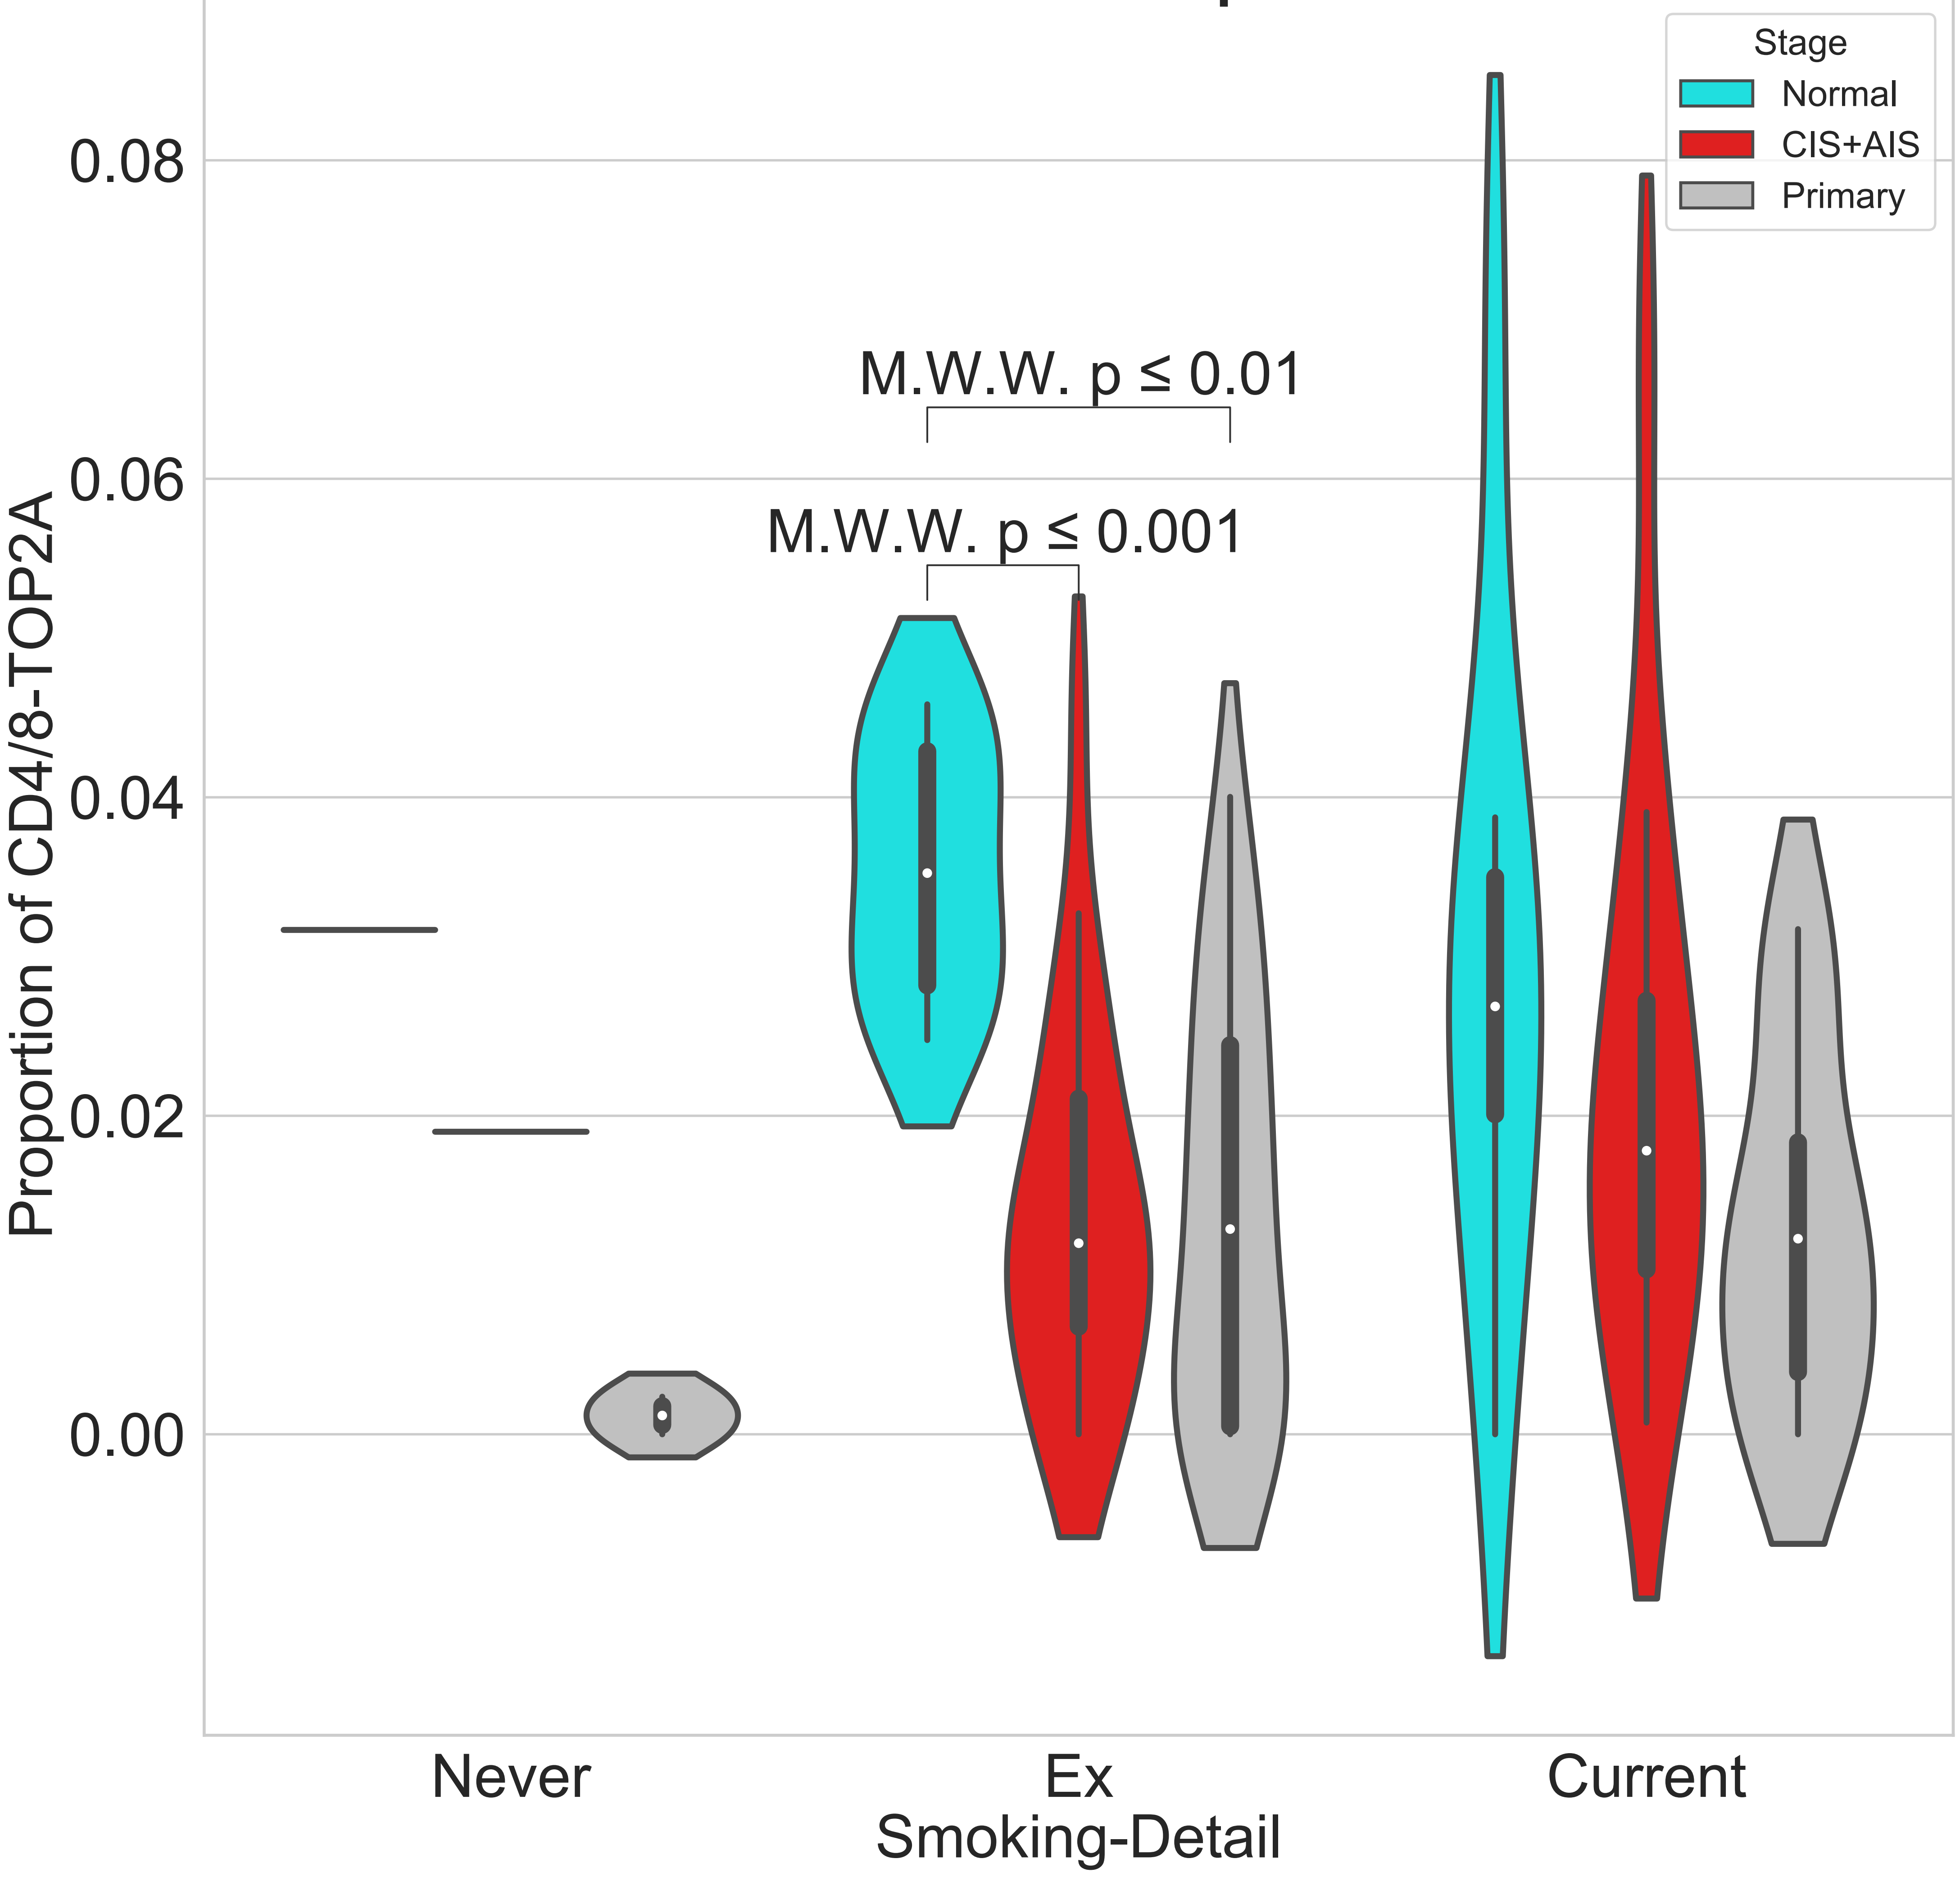 Stage
Normal
CIS+AIS
Primary
0.08
0.06
0.04
0.02
0.00
Proportion of CD4/8-TOP2A
M.W.W. p ≤ 0.01
M.W.W. p ≤ 0.001
Never
Ex
Current
Smoking-Detail